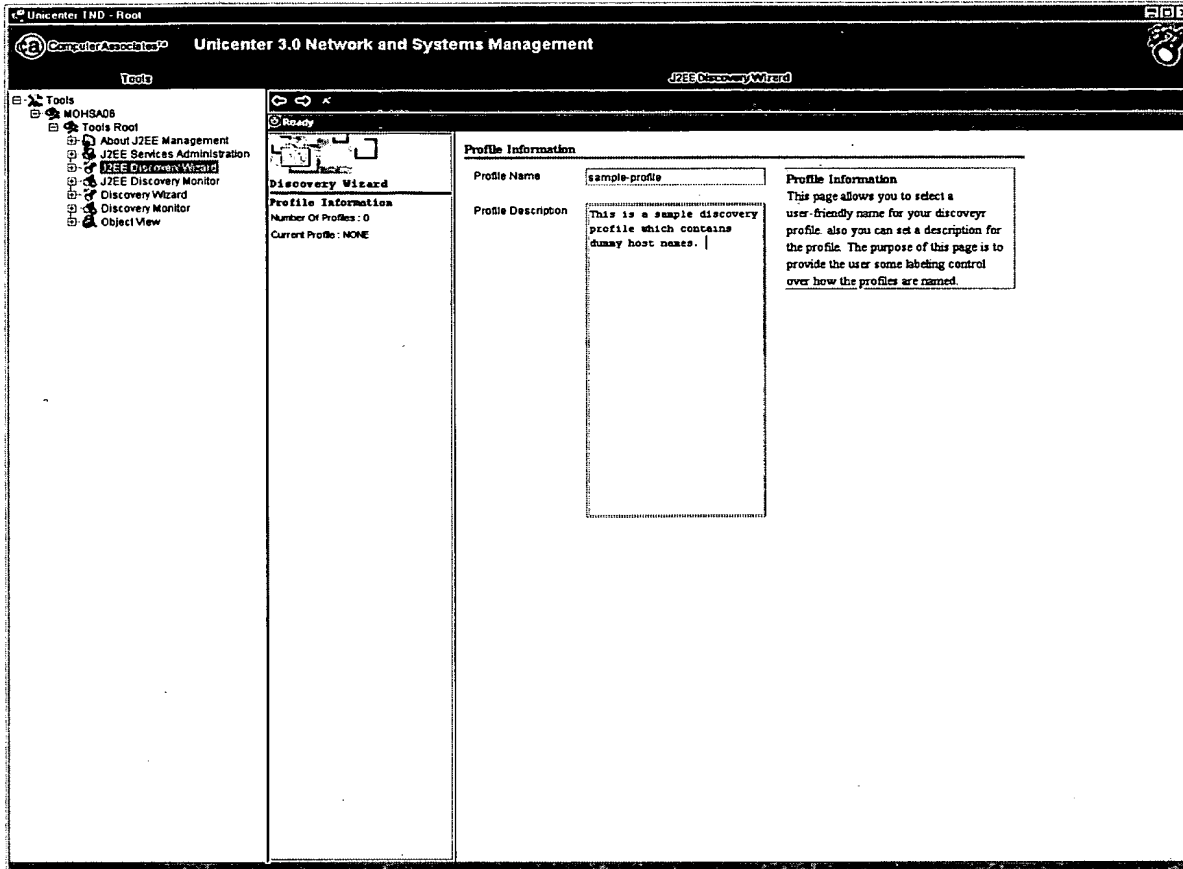 Unicenter TND - Root
ca Computer Associates™ Unicenter 3.0 Network and Systems Management
Tools
J2EE Discovery Wizard
Tools
MOHSA06
Tools Root
About J2EE Management
J2EE Services Administration
J2EE Discovery Wizard
J2EE Discovery Monitor
Discovery Wizard
Discovery Monitor
Object View
Ready
Discovery Wizard
Profile Information
Number Of Profiles : 0
Current Profile : NONE
Profile Information
Profile Name
sample-profile
Profile Description
This is a sample discovery
profile which contains
dummy host names.
Profile Information
This page allows you to select a
user-friendly name for your discoveyr
profile. also you can set a description for
the profile. The purpose of this page is to
provide the user some labeling control
over how the profiles are named.